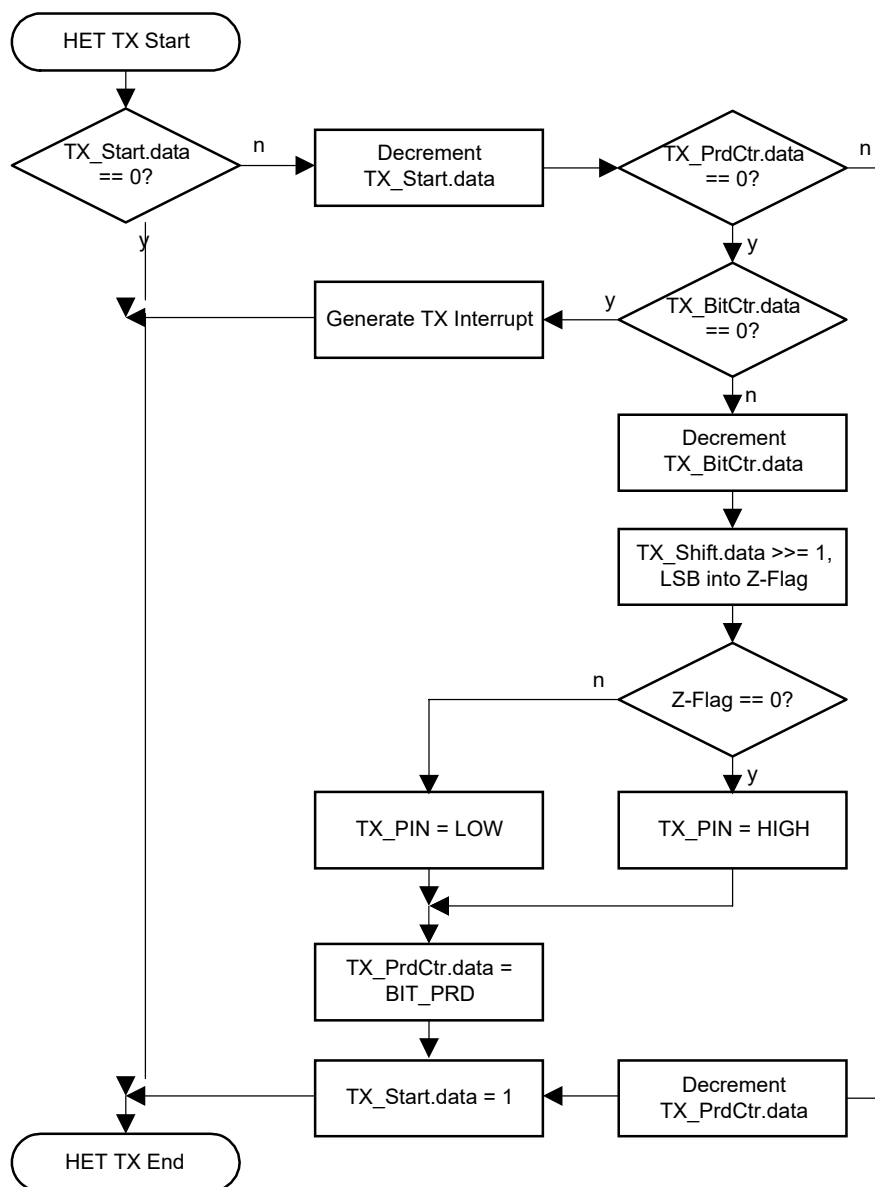 HET TX Start
TX_Start.data
== 0?
n
Decrement
TX_Start.data
TX_PrdCtr.data
== 0?
n
y
y
Generate TX Interrupt
y
TX_BitCtr.data
== 0?
n
Decrement
TX_BitCtr.data
TX_Shift.data >>= 1,
LSB into Z-Flag
n
Z-Flag == 0?
y
TX_PIN = LOW
TX_PIN = HIGH
TX_PrdCtr.data =
BIT_PRD
TX_Start.data = 1
Decrement
TX_PrdCtr.data
HET TX End